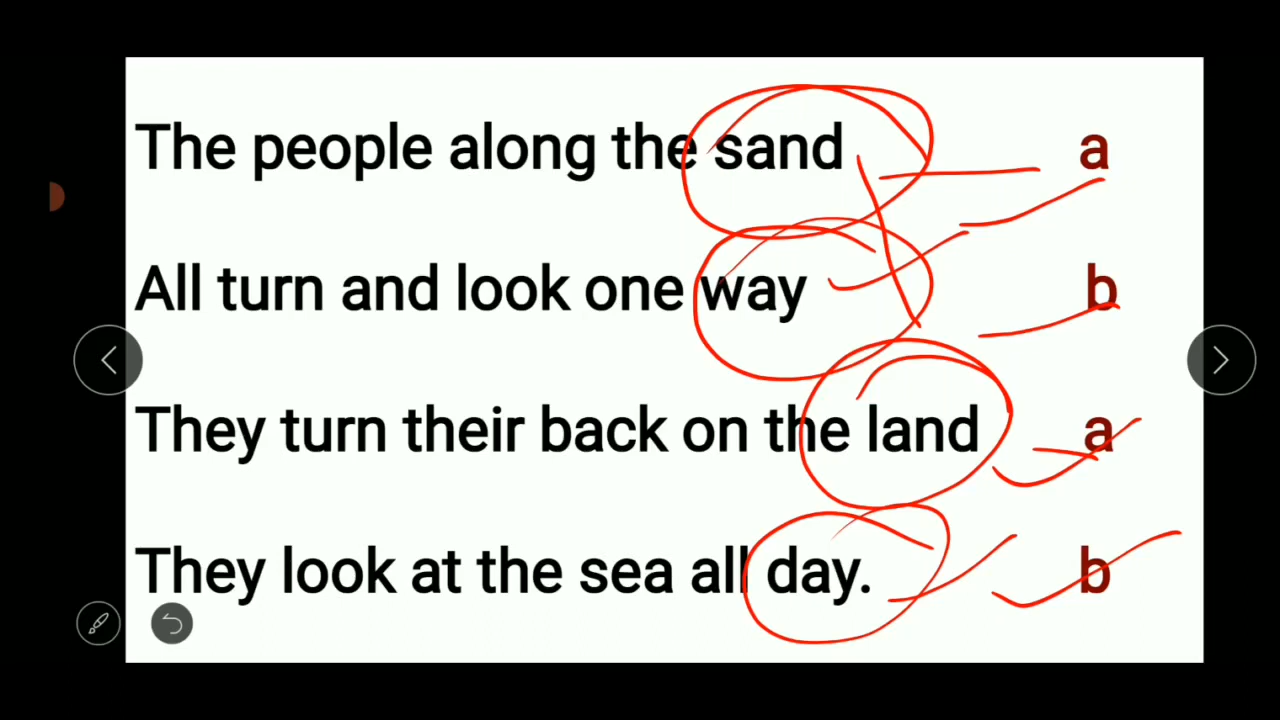 The people along the sand a
All turn and look one way b
They turn their back on the land a
They look at the sea all day. b